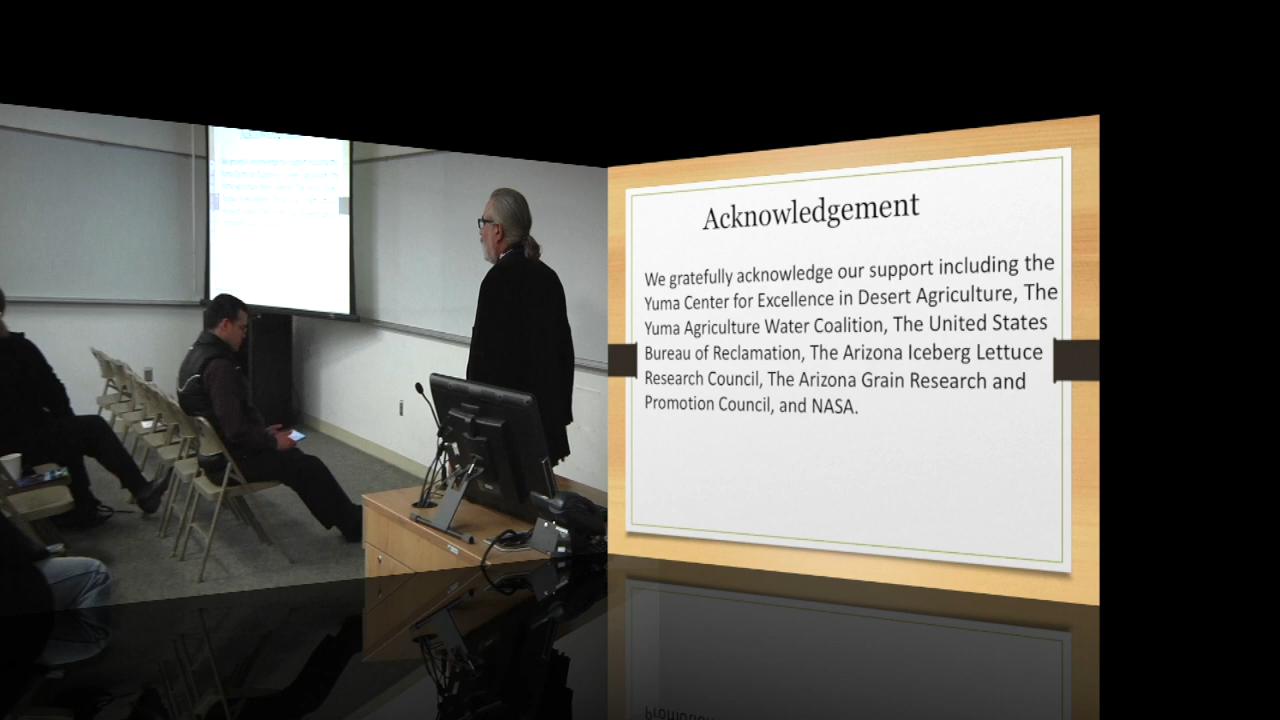 Acknowledgement
We gratefully acknowledge our support including the
Yuma Center for Excellence in Desert Agriculture, The
Yuma Agriculture Water Coalition, The United States
Bureau of Reclamation, The Arizona Iceberg Lettuce
Research Council, The Arizona Grain Research and
Promotion Council, and NASA.